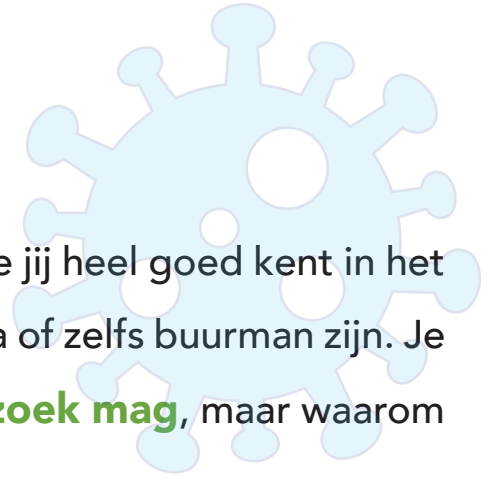 e jij heel goed kent in het
a of zelfs buurman zijn. Je
zoek mag, maar waarom